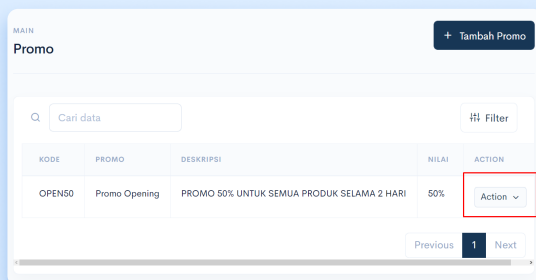 MAIN
Promo
+ Tambah Promo
Cari data
Filter
KODE PROMO DESKRIPSI NILAI ACTION
OPEN50 Promo Opening PROMO 50% UNTUK SEMUA PRODUK SELAMA 2 HARI 50% Action
Previous 1 Next